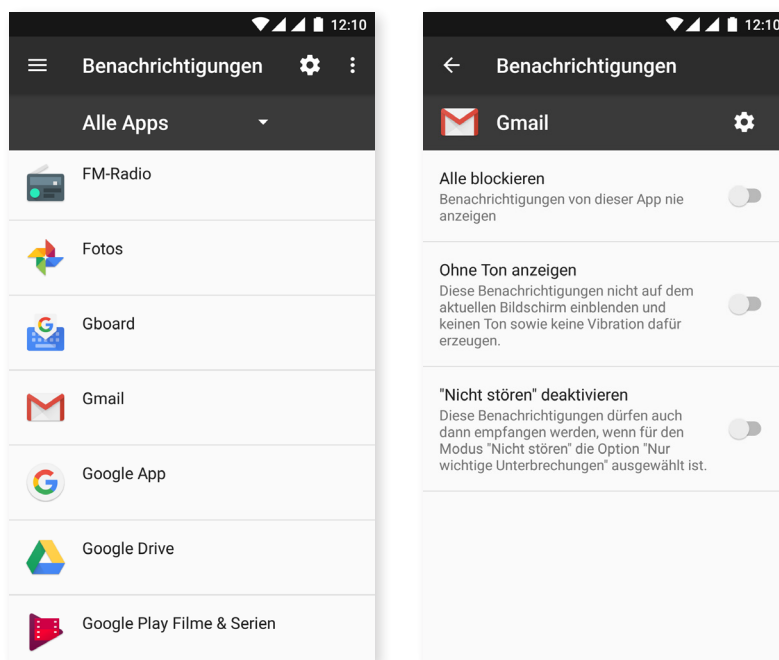 12:10
Benachrichtigungen
Alle Apps
FM-Radio
Fotos
Gboard
Gmail
Google App
Google Drive
Google Play Filme & Serien
12:10
Benachrichtigungen
Gmail
Alle blockieren
Benachrichtigungen von dieser App nie
anzeigen
Ohne Ton anzeigen
Diese Benachrichtigungen nicht auf dem
aktuellen Bildschirm einblenden und
keinen Ton sowie keine Vibration dafür
erzeugen.
"Nicht stören" deaktivieren
Diese Benachrichtigungen dürfen auch
dann empfangen werden, wenn für den
Modus "Nicht stören" die Option "Nur
wichtige Unterbrechungen" ausgewählt ist.